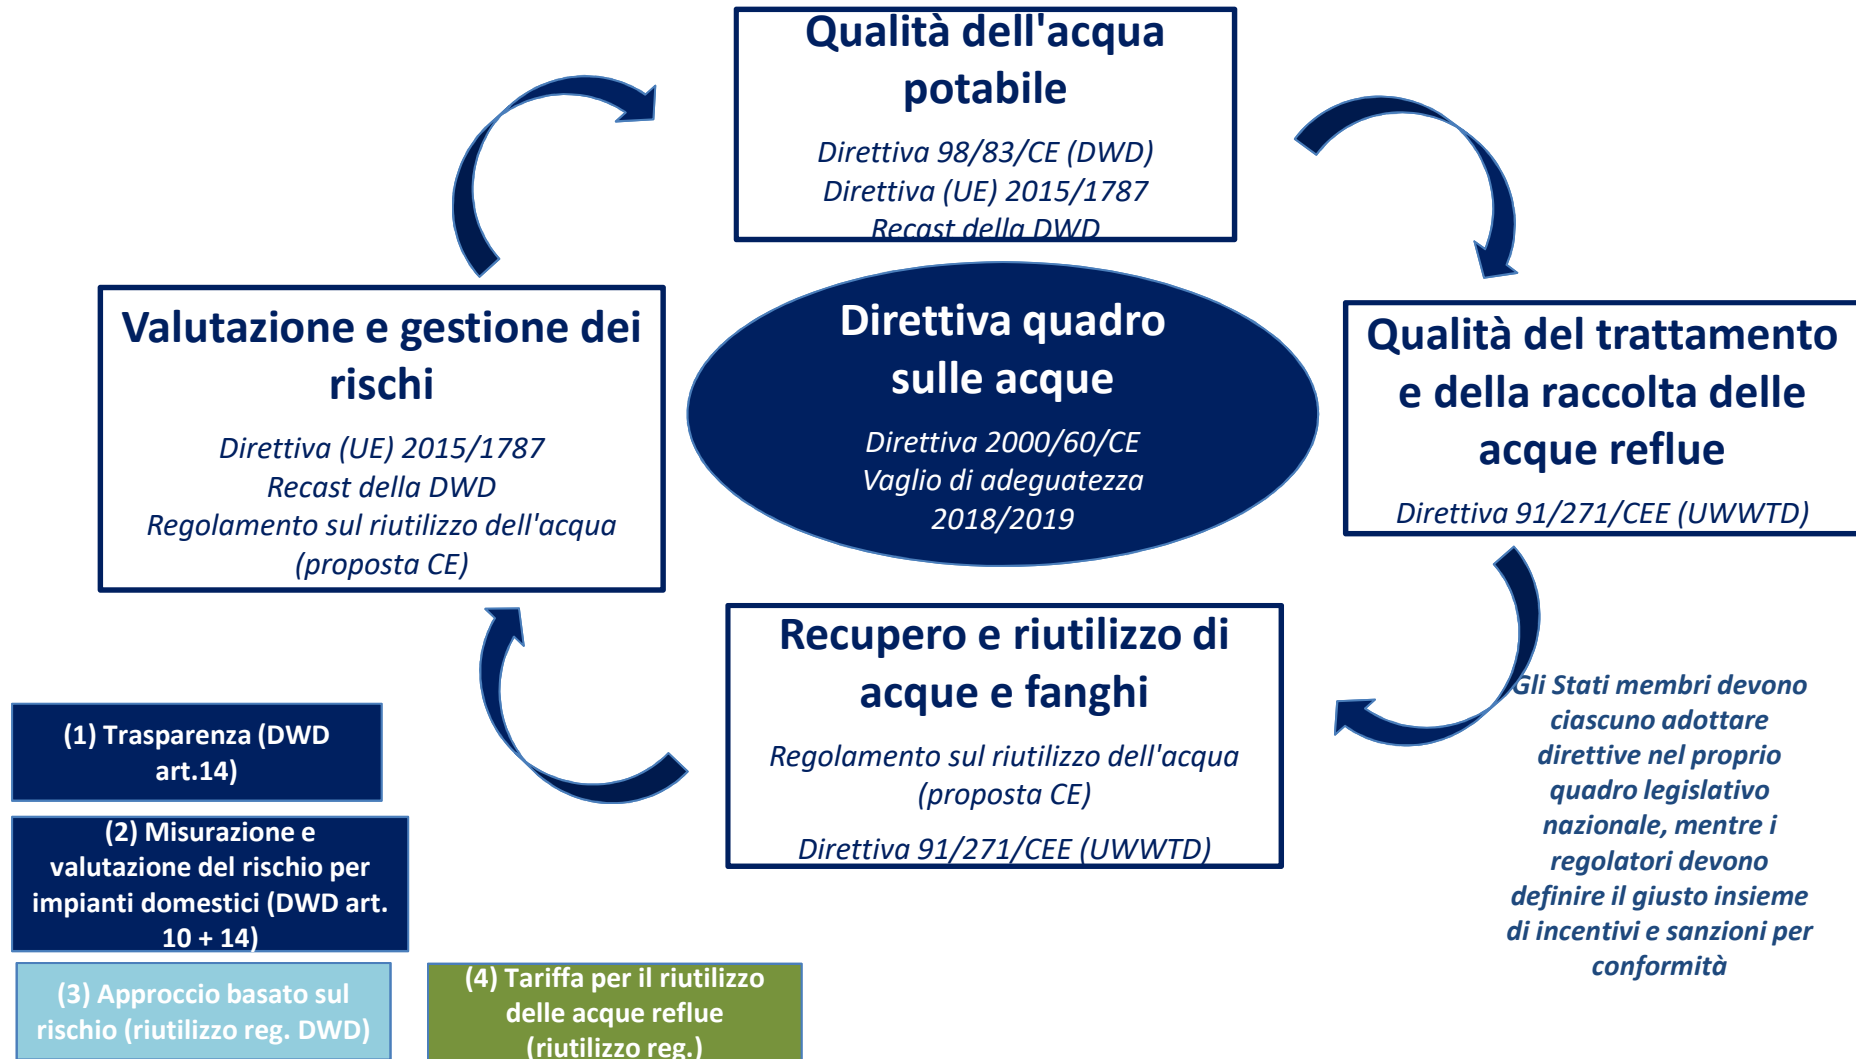 Qualità dell'acqua
potabile
Direttiva 98/83/CE (DWD)
Direttiva (UE) 2015/1787
Recast della DWD
Valutazione e gestione dei
rischi
Direttiva (UE) 2015/1787
Recast della DWD
Regolamento sul riutilizzo dell'acqua
(proposta CE)
Direttiva quadro
sulle acque
Direttiva 2000/60/CE
Vaglio di adeguatezza
2018/2019
Qualità del trattamento
e della raccolta delle
acque reflue
Direttiva 91/271/CEE (UWWTD)
Recupero e riutilizzo di
acque e fanghi
Regolamento sul riutilizzo dell'acqua
(proposta CE)
Direttiva 91/271/CEE (UWWTD)
Gli Stati membri devono
ciascuno adottare
direttive nel proprio
quadro legislativo
nazionale, mentre i
regolatori devono
definire il giusto insieme
di incentivi e sanzioni per
conformità
(1) Trasparenza (DWD
art.14)
(2) Misurazione e
valutazione del rischio per
impianti domestici (DWD art.
10 + 14)
(3) Approccio basato sul
rischio (riutilizzo reg. DWD)
(4) Tariffa per il riutilizzo
delle acque reflue
(riutilizzo reg.)